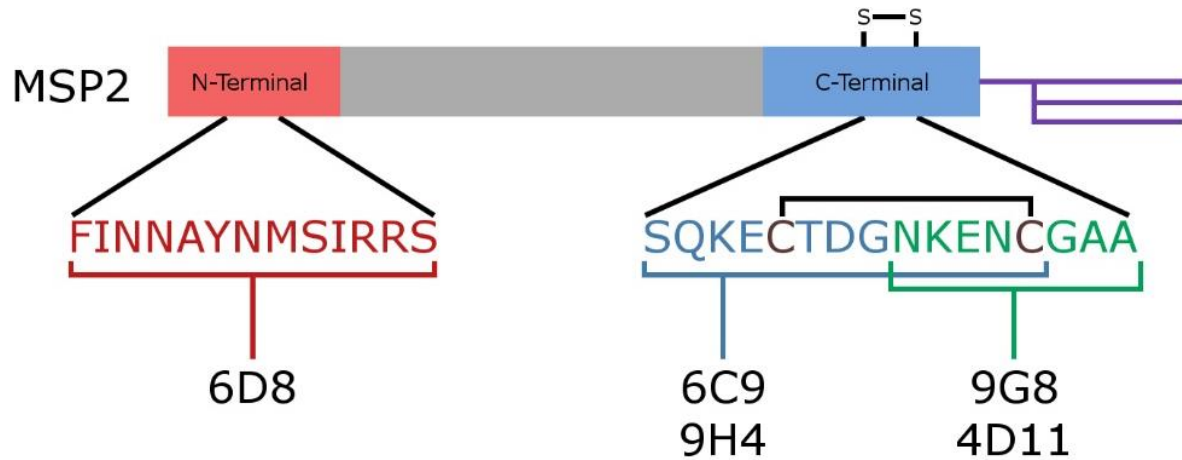 S S
MSP2 N-Terminal C-Terminal
FINNAYNMSIRRS SQKECTDGNKENCGAA
6D8 6C9 9G8
9H4 4D11